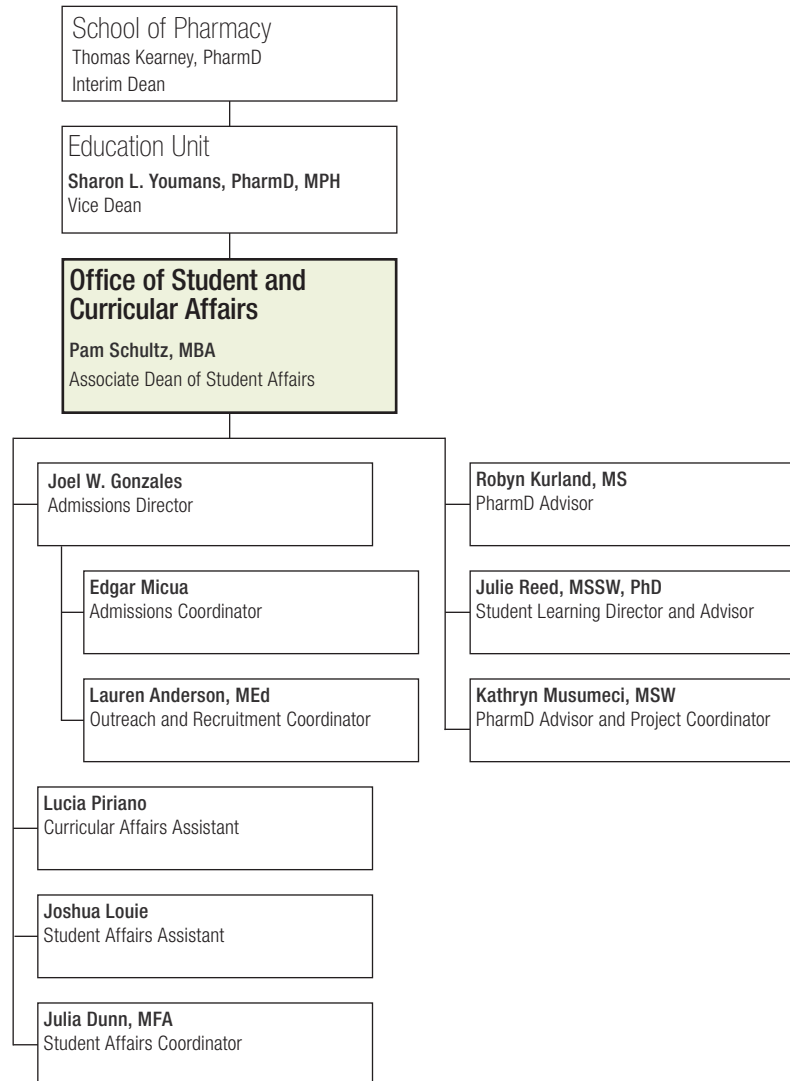 School of Pharmacy
Thomas Kearney, PharmD
Interim Dean
Education Unit
Sharon L. Youmans, PharmD, MPH
Vice Dean
Office of Student and
Curricular Affairs
Pam Schultz, MBA
Associate Dean of Student Affairs
Joel W. Gonzales
Admissions Director
Edgar Micua
Admissions Coordinator
Lauren Anderson, MEd
Outreach and Recruitment Coordinator
Lucia Piriano
Curricular Affairs Assistant
Joshua Louie
Student Affairs Assistant
Julia Dunn, MFA
Student Affairs Coordinator
Robyn Kurland, MS
PharmD Advisor
Julie Reed, MSSW, PhD
Student Learning Director and Advisor
Kathryn Musumeci, MSW
PharmD Advisor and Project Coordinator